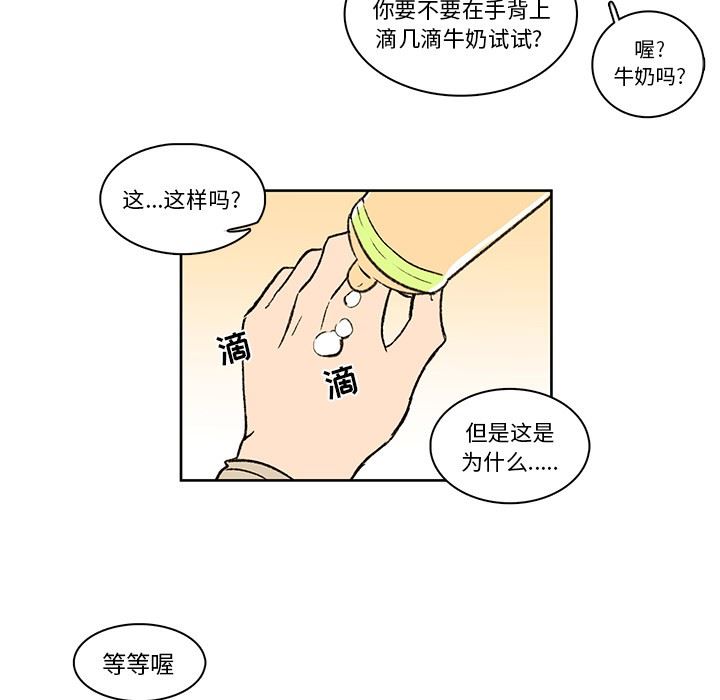 你要不要在手背上
滴几滴牛奶试试?
喔?
牛奶吗?
这...这样吗?
滴
滴
但是这是
为什么.....
等等喔